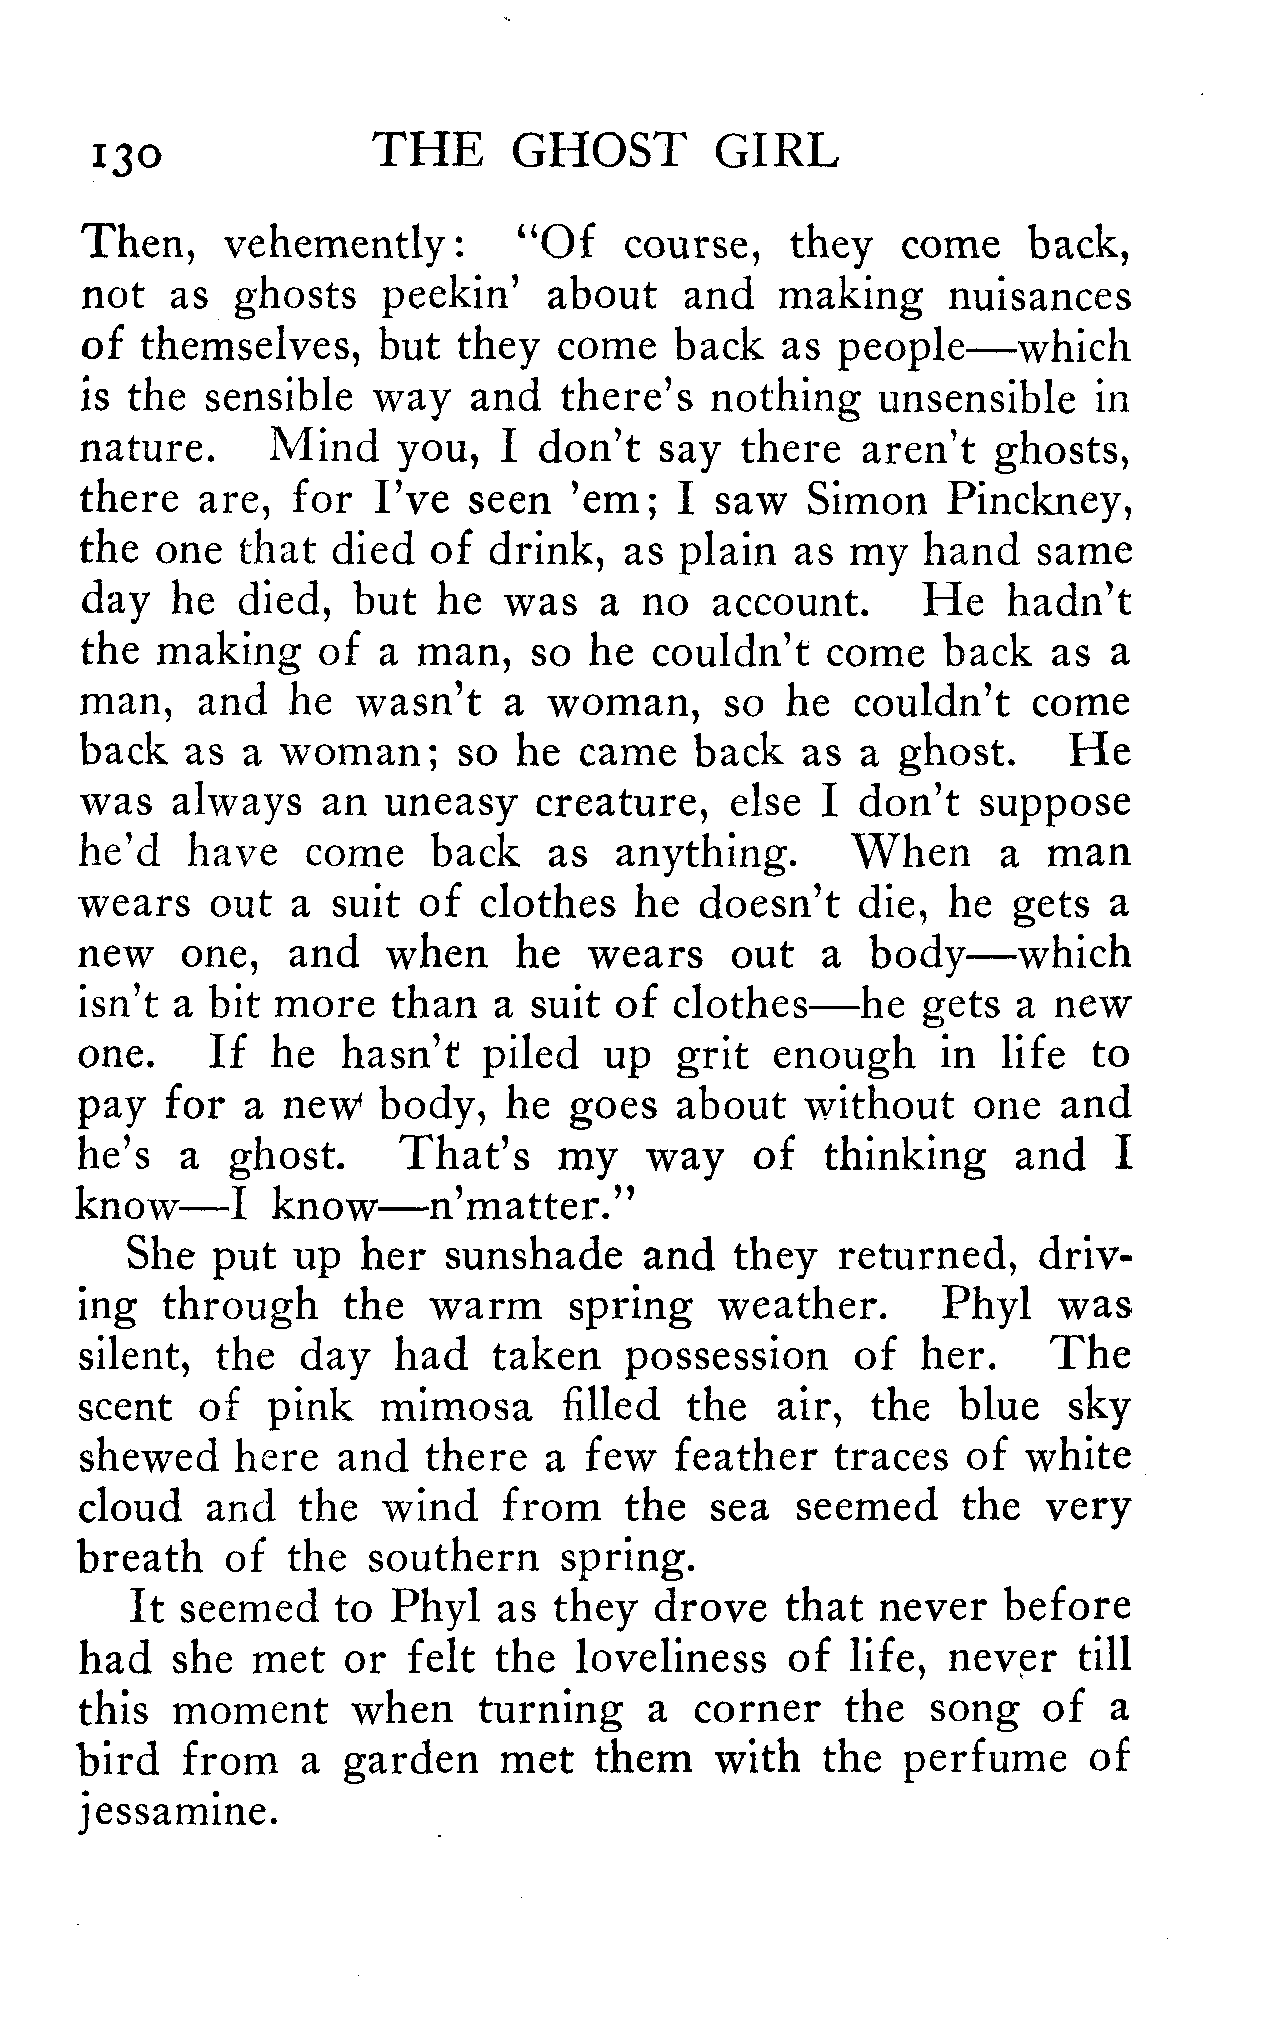 130 THE GHOST GIRL
Then, vehemently: “Of course, they come back,
not as ghosts peekin’ about and making nuisances
of themselves, but they come back as people—which
is the sensible way and there’s nothing unsensible in
nature. Mind you, I don’t say there aren’t ghosts,
there are, for I’ve seen ’em; I saw Simon Pinckney,
the one that died of drink, as plain as my hand same
day he died, but he was a no account. He hadn’t
the making of a man, so he couldn’t come back as a
man, and he wasn’t a woman, so he couldn’t come
back as a woman; so he came back as a ghost. He
was always an uneasy creature, else I don’t suppose
he’d have come back as anything. When a man
wears out a suit of clothes he doesn’t die, he gets a
new one, and when he wears out a body—which
isn’t a bit more than a suit of clothes—he gets a new
one. If he hasn’t piled up grit enough in life to
pay for a new body, he goes about without one and
he’s a ghost. That’s my way of thinking and I
know—I know—n’matter.”
She put up her sunshade and they returned, driv-
ing through the warm spring weather. Phyl was
silent, the day had taken possession of her. The
scent of pink mimosa filled the air, the blue sky
shewed here and there a few feather traces of white
cloud and the wind from the sea seemed the very
breath of the southern spring.
It seemed to Phyl as they drove that never before
had she met or felt the loveliness of life, never till
this moment when turning a corner the song of a
bird from a garden met them with the perfume of
jessamine.